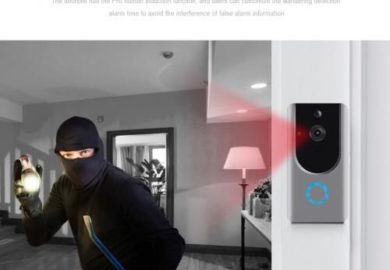 The doorbell has the PIR human induction function, and users can customize the wandering detection
alarm time to avoid the interference of false alarm information